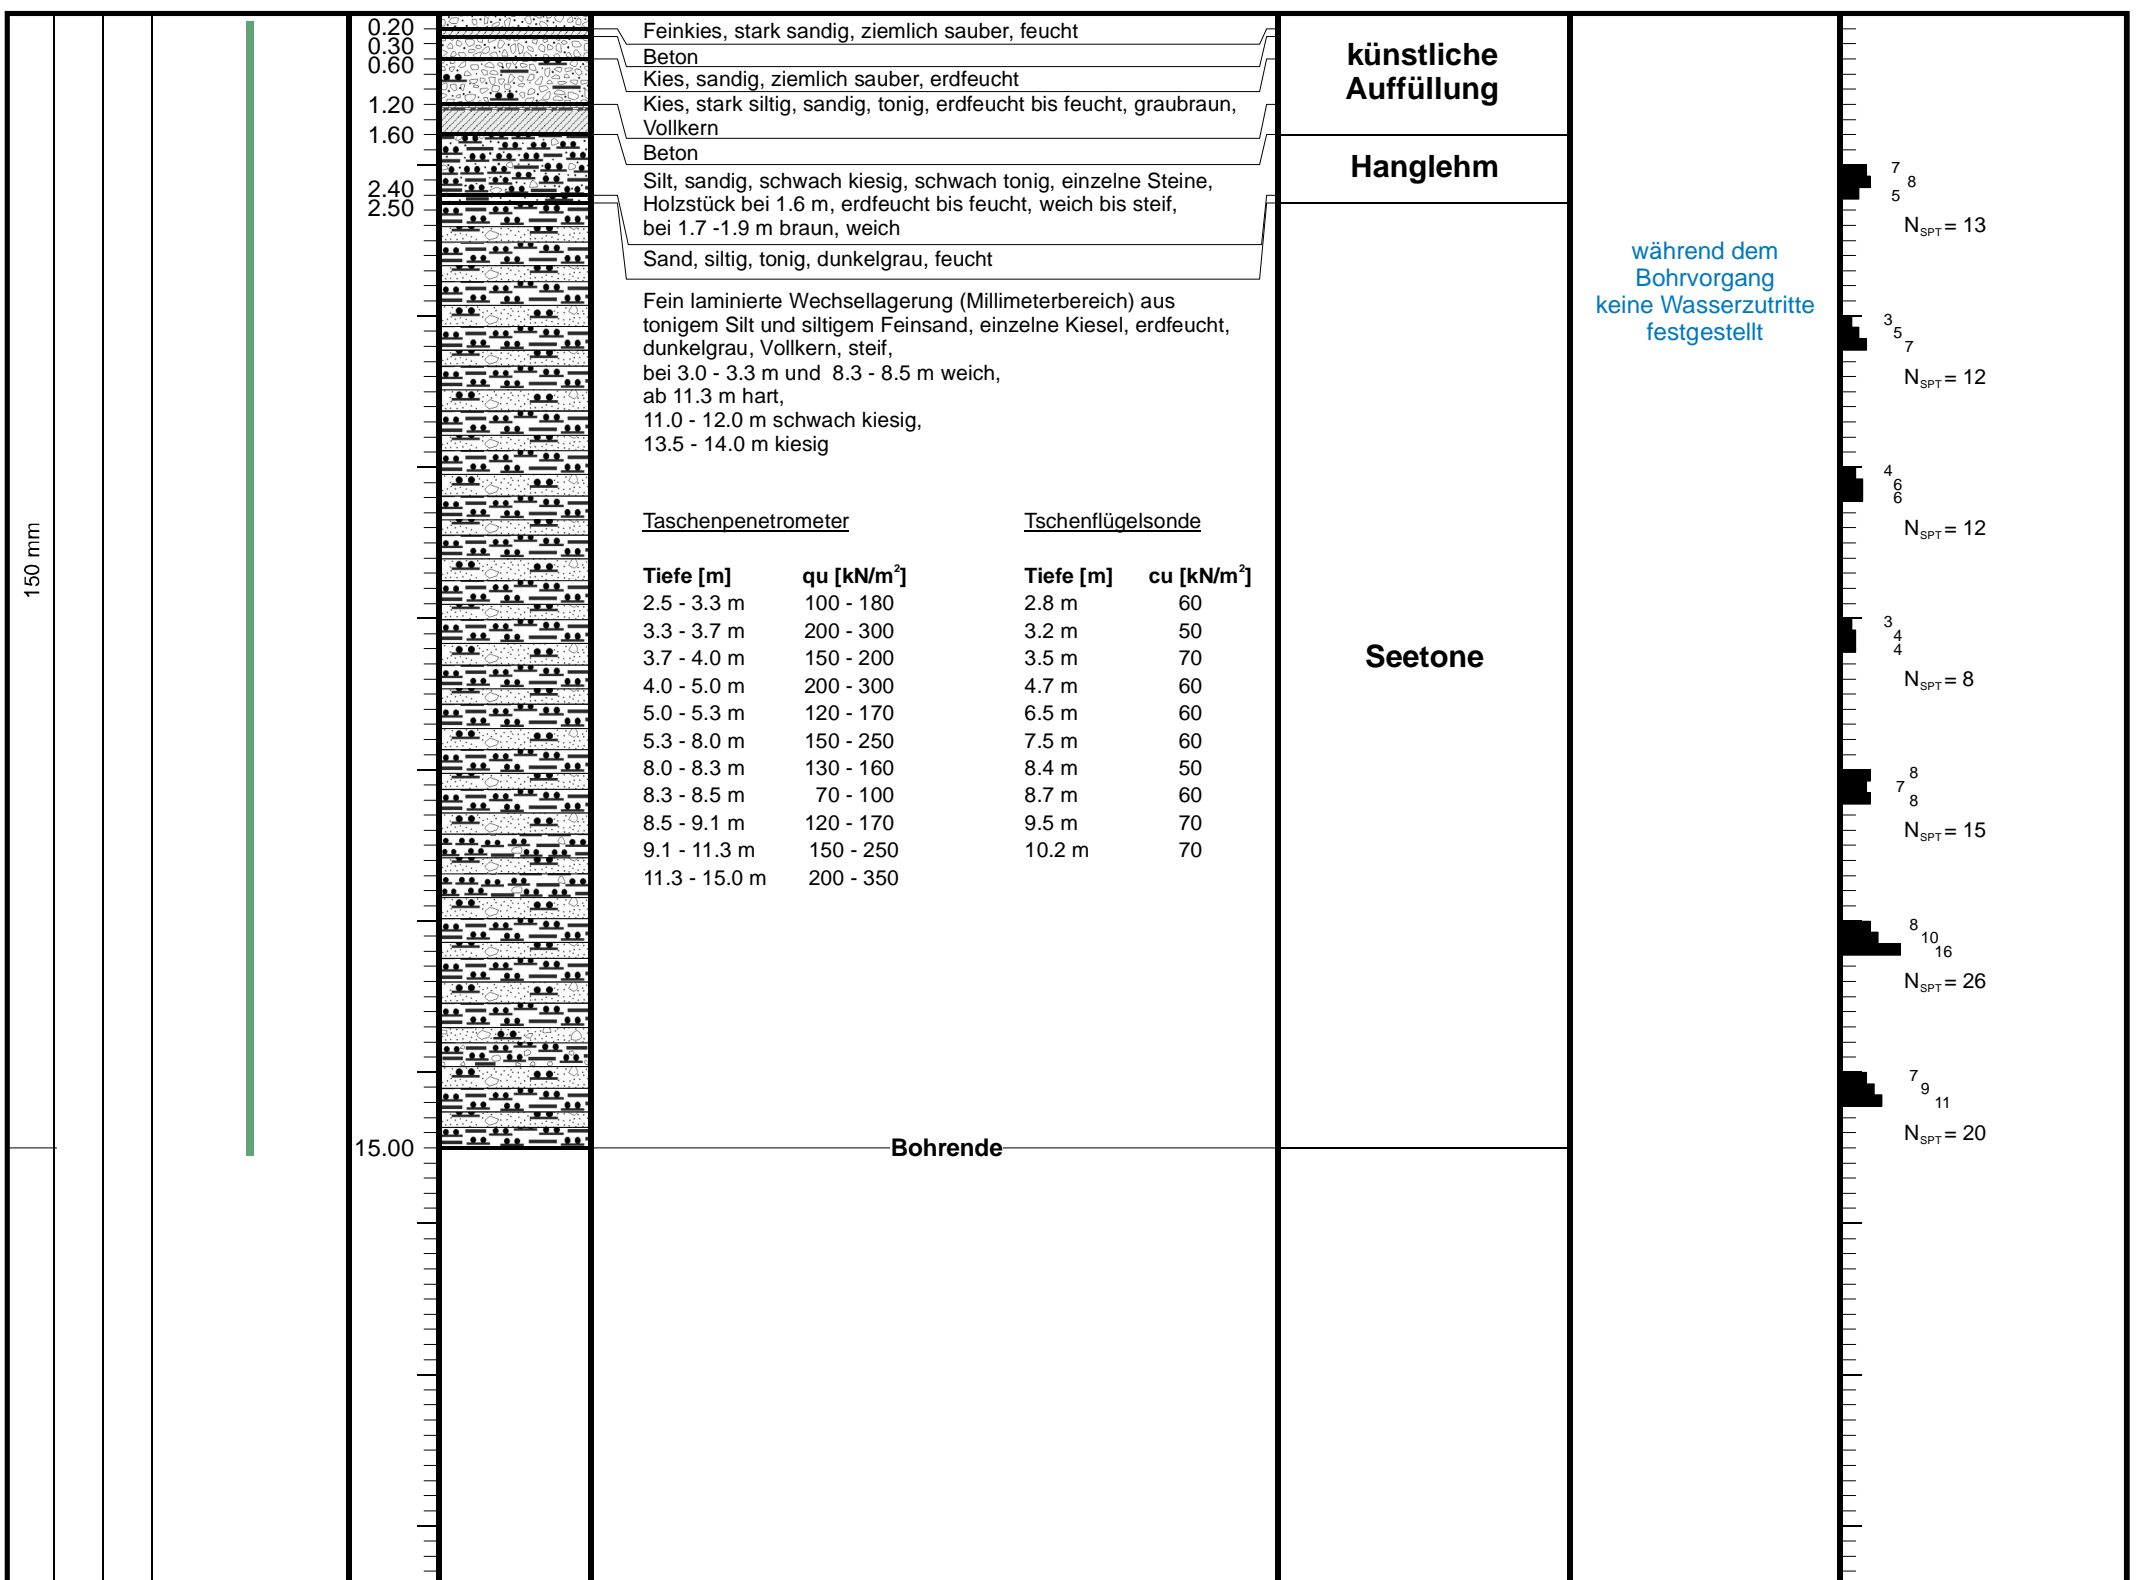 150 mm
0.20
0.30
0.60
1.20
1.60
2.40
2.50
15.00
Feinkies, stark sandig, ziemlich sauber, feucht
Beton
Kies, sandig, ziemlich sauber, erdfeucht
Kies, stark siltig, sandig, tonig, erdfeucht bis feucht, graubraun,
Vollkern
Beton
Silt, sandig, schwach kiesig, schwach tonig, einzelne Steine,
Holzstück bei 1.6 m, erdfeucht bis feucht, weich bis steif,
bei 1.7 -1.9 m braun, weich
Sand, siltig, tonig, dunkelgrau, feucht
Fein laminierte Wechsellagerung (Millimeterbereich) aus
tonigem Silt und siltigem Feinsand, einzelne Kiesel, erdfeucht,
dunkelgrau, Vollkern, steif,
bei 3.0 - 3.3 m und 8.3 - 8.5 m weich,
ab 11.3 m hart,
11.0 - 12.0 m schwach kiesig,
13.5 - 14.0 m kiesig
Taschenpenetrometer Tschenflügelsonde
Tiefe [m] qu [kN/m²] Tiefe [m] cu [kN/m²]
2.5 - 3.3 m 100 - 180 2.8 m 60
3.3 - 3.7 m 200 - 300 3.2 m 50
3.7 - 4.0 m 150 - 200 3.5 m 70
4.0 - 5.0 m 200 - 300 4.7 m 60
5.0 - 5.3 m 120 - 170 6.5 m 60
5.3 - 8.0 m 150 - 250 7.5 m 60
8.0 - 8.3 m 130 - 160 8.4 m 50
8.3 - 8.5 m 70 - 100 8.7 m 60
8.5 - 9.1 m 120 - 170 9.5 m 70
9.1 - 11.3 m 150 - 250 10.2 m 70
11.3 - 15.0 m 200 - 350
Bohrende
künstliche
Auffüllung
Hanglehm
Seetone
während dem
Bohrvorgang
keine Wasserzutritte
festgestellt
7
8
5
N_SPT = 13
3
5
7
N_SPT = 12
4
6
6
N_SPT = 12
3
4
4
N_SPT = 8
8
7
8
N_SPT = 15
8
10
16
N_SPT = 26
7
9
11
N_SPT = 20